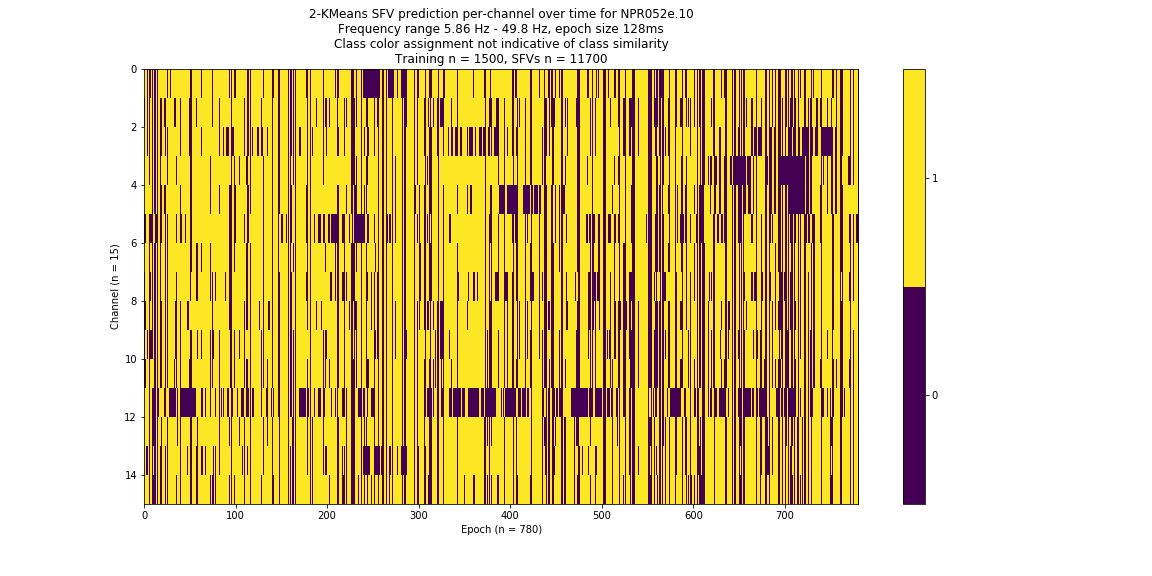 2-KMeans SFV prediction per-channel over time for NPR052e.10
Frequency range 5.86 Hz - 49.8 Hz, epoch size 128ms
Class color assignment not indicative of class similarity
Training n = 1500, SFVs n = 11700
0
2
4
6
8
10
12
14
Channel (n = 15)
0 100 200 300 400 500 600 700
Epoch (n = 780)
1
0